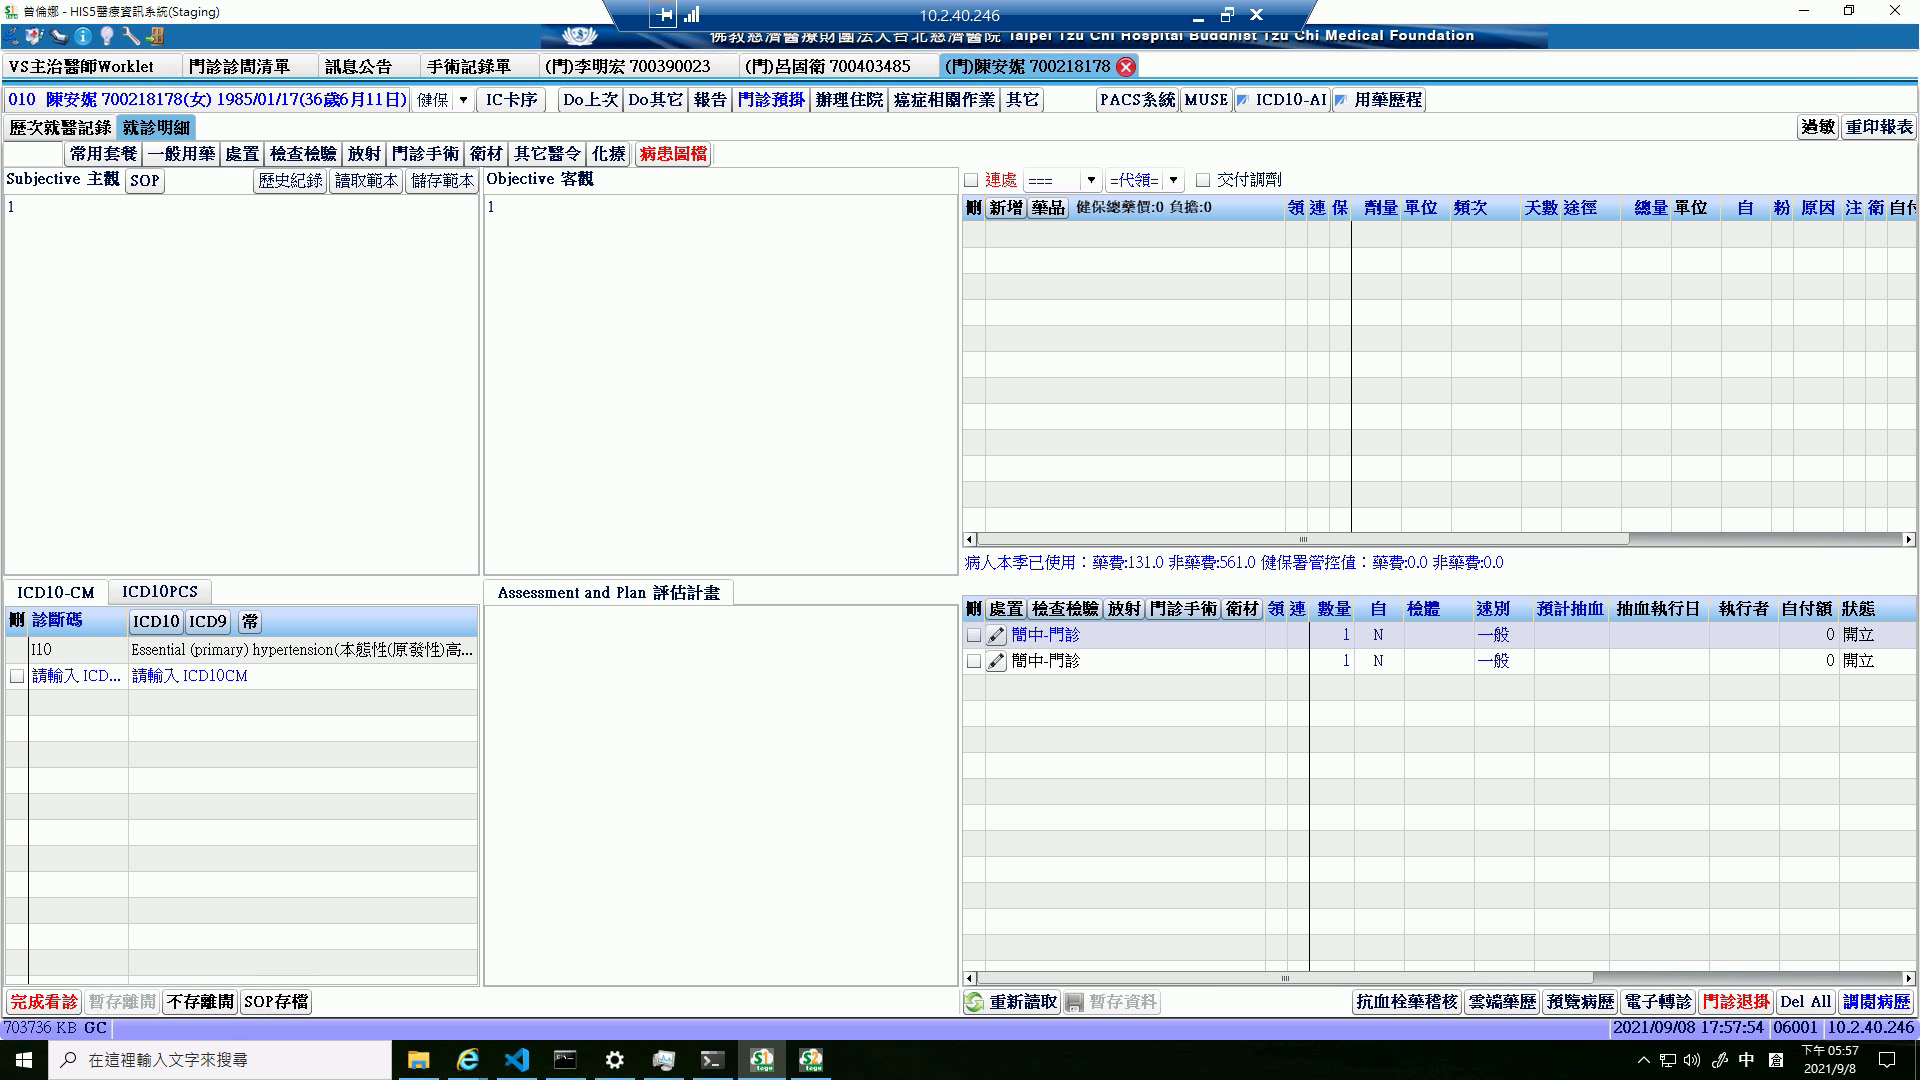 曾倫娜 - HIS5醫療資訊系統(Staging)
10.2.40.246
佛教慈濟醫療財團法人台北慈濟醫院 Taipei Tzu Chi Hospital Buddhist Tzu Chi Medical Foundation
VS主治醫師Worklet 門診診間清單 訊息公告 手術記錄單 (門)李明宏 700390023 (門)呂固衛 700403485 (門)陳安妮 700218178
010 陳安妮 700218178(女) 1985/01/17(36歲6月11日) 健保 IC卡序 Do上次 Do其它 報告 門診預掛 辦理住院 癌症相關作業 其它 PACS系統 MUSE ICD10-AI 用藥歷程
歷次就醫記錄 就診明細 過敏 重印報表
常用套餐 一般用藥 處置 檢查檢驗 放射 門診手術 衛材 其它醫令 化療 病患圖檔
Subjective 主觀 SOP 歷史紀錄 讀取範本 儲存範本 Objective 客觀 連處 === =代領= 交付調劑
1 1
刪 新增 藥品 健保總藥價:0 負擔:0 領 連 保 劑量 單位 頻次 天數 途徑 總量 單位 自 粉 原因 注 衛 自付
病人本季已使用：藥費:131.0 非藥費:561.0 健保署管控值：藥費:0.0 非藥費:0.0
ICD10-CM ICD10PCS Assessment and Plan 評估計畫
刪 診斷碼 ICD10 ICD9 常
I10 Essential (primary) hypertension(本態性(原發性)高...
請輸入 ICD... 請輸入 ICD10CM
刪 處置 檢查檢驗 放射 門診手術 衛材 領 連 數量 自 檢體 速別 預計抽血 抽血執行日 執行者 自付額 狀態
簡中-門診 1 N 一般 0 開立
簡中-門診 1 N 一般 0 開立
完成看診 暫存離開 不存離開 SOP存檔 重新讀取 暫存資料 抗血栓藥稽核 雲端藥歷 預覽病歷 電子轉診 門診退掛 Del All 調閱病歷
703736 KB GC 2021/09/08 17:57:54 06001 10.2.40.246
在這裡輸入文字來搜尋 中 下午 05:57
2021/9/8